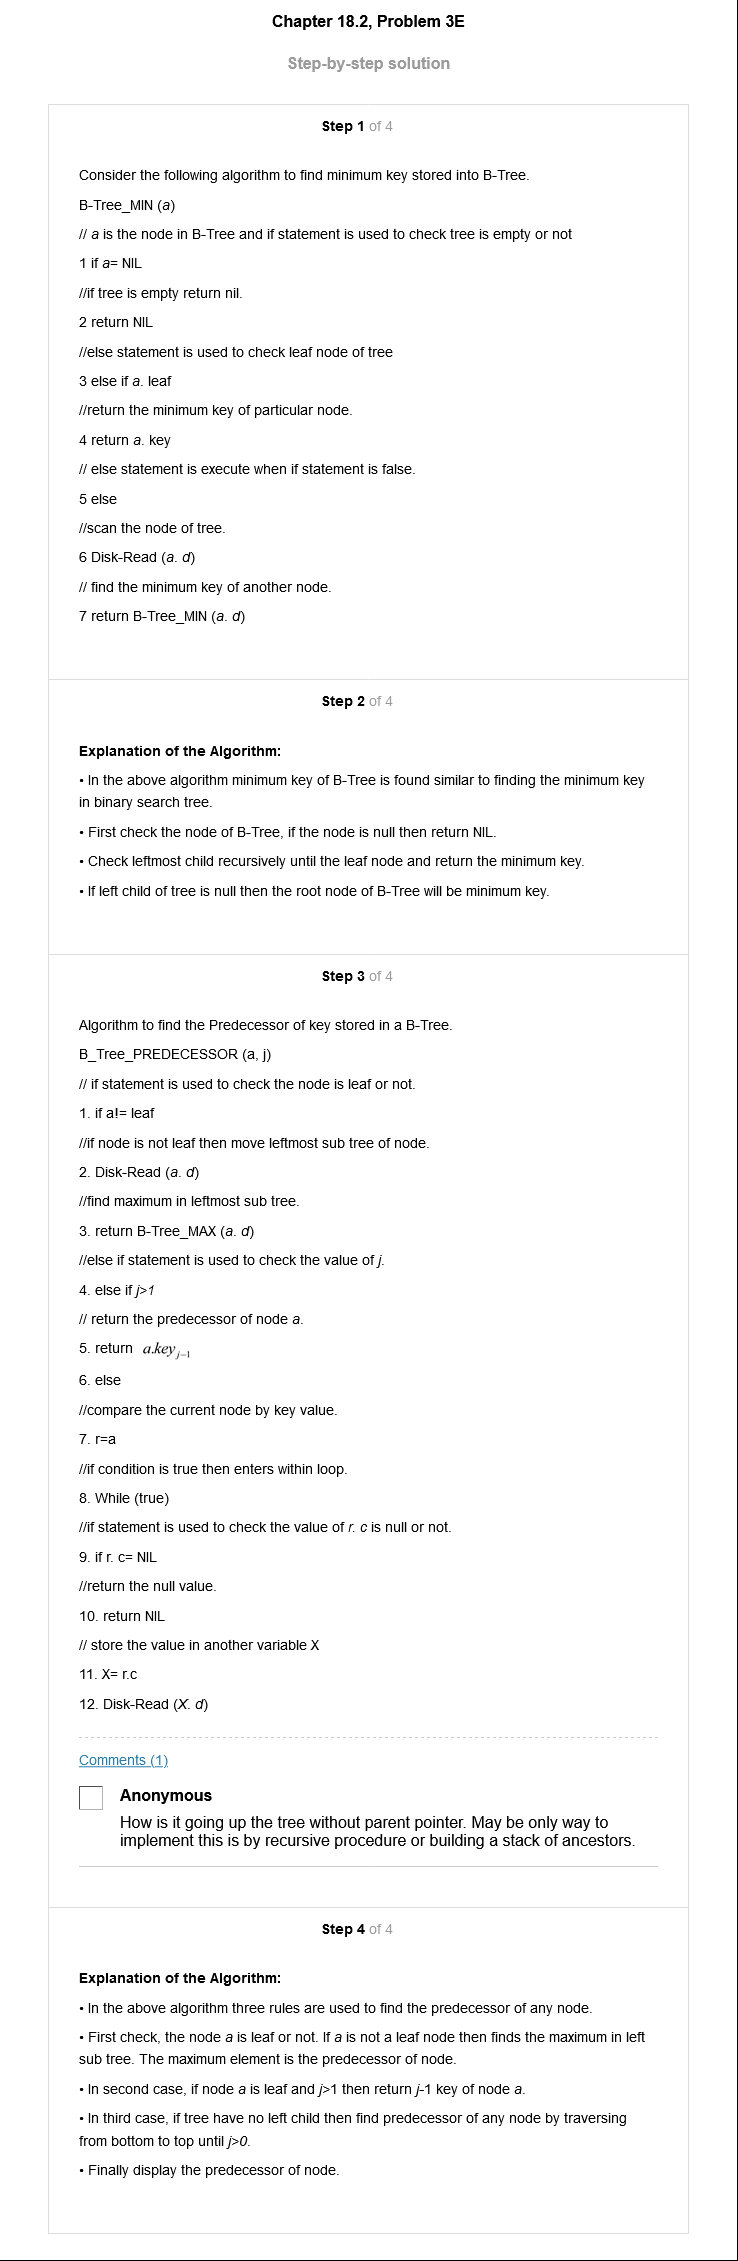 Chapter 18.2, Problem 3E
Step-by-step solution
Step 1 of 4
Consider the following algorithm to find minimum key stored into B-Tree.
B-Tree_MIN (a)
// a is the node in B-Tree and if statement is used to check tree is empty or not
1 if a= NIL
//if tree is empty return nil.
2 return NIL
//else statement is used to check leaf node of tree
3 else if a. leaf
//return the minimum key of particular node.
4 return a. key
// else statement is execute when if statement is false.
5 else
//scan the node of tree.
6 Disk-Read (a. d)
// find the minimum key of another node.
7 return B-Tree_MIN (a. d)
Step 2 of 4
Explanation of the Algorithm:
• In the above algorithm minimum key of B-Tree is found similar to finding the minimum key
in binary search tree.
• First check the node of B-Tree, if the node is null then return NIL.
• Check leftmost child recursively until the leaf node and return the minimum key.
• If left child of tree is null then the root node of B-Tree will be minimum key.
Step 3 of 4
Algorithm to find the Predecessor of key stored in a B-Tree.
B_Tree_PREDECESSOR (a, j)
// if statement is used to check the node is leaf or not.
1. if a!= leaf
//if node is not leaf then move leftmost sub tree of node.
2. Disk-Read (a. d)
//find maximum in leftmost sub tree.
3. return B-Tree_MAX (a. d)
//else if statement is used to check the value of j.
4. else if j>1
// return the predecessor of node a.
5. return a.key j−1
6. else
//compare the current node by key value.
7. r=a
//if condition is true then enters within loop.
8. While (true)
//if statement is used to check the value of r. c is null or not.
9. if r. c= NIL
//return the null value.
10. return NIL
// store the value in another variable X
11. X= r.c
12. Disk-Read (X. d)
Comments (1)
Anonymous
How is it going up the tree without parent pointer. May be only way to
implement this is by recursive procedure or building a stack of ancestors.
Step 4 of 4
Explanation of the Algorithm:
• In the above algorithm three rules are used to find the predecessor of any node.
• First check, the node a is leaf or not. If a is not a leaf node then finds the maximum in left
sub tree. The maximum element is the predecessor of node.
• In second case, if node a is leaf and j>1 then return j-1 key of node a.
• In third case, if tree have no left child then find predecessor of any node by traversing
from bottom to top until j>0.
• Finally display the predecessor of node.